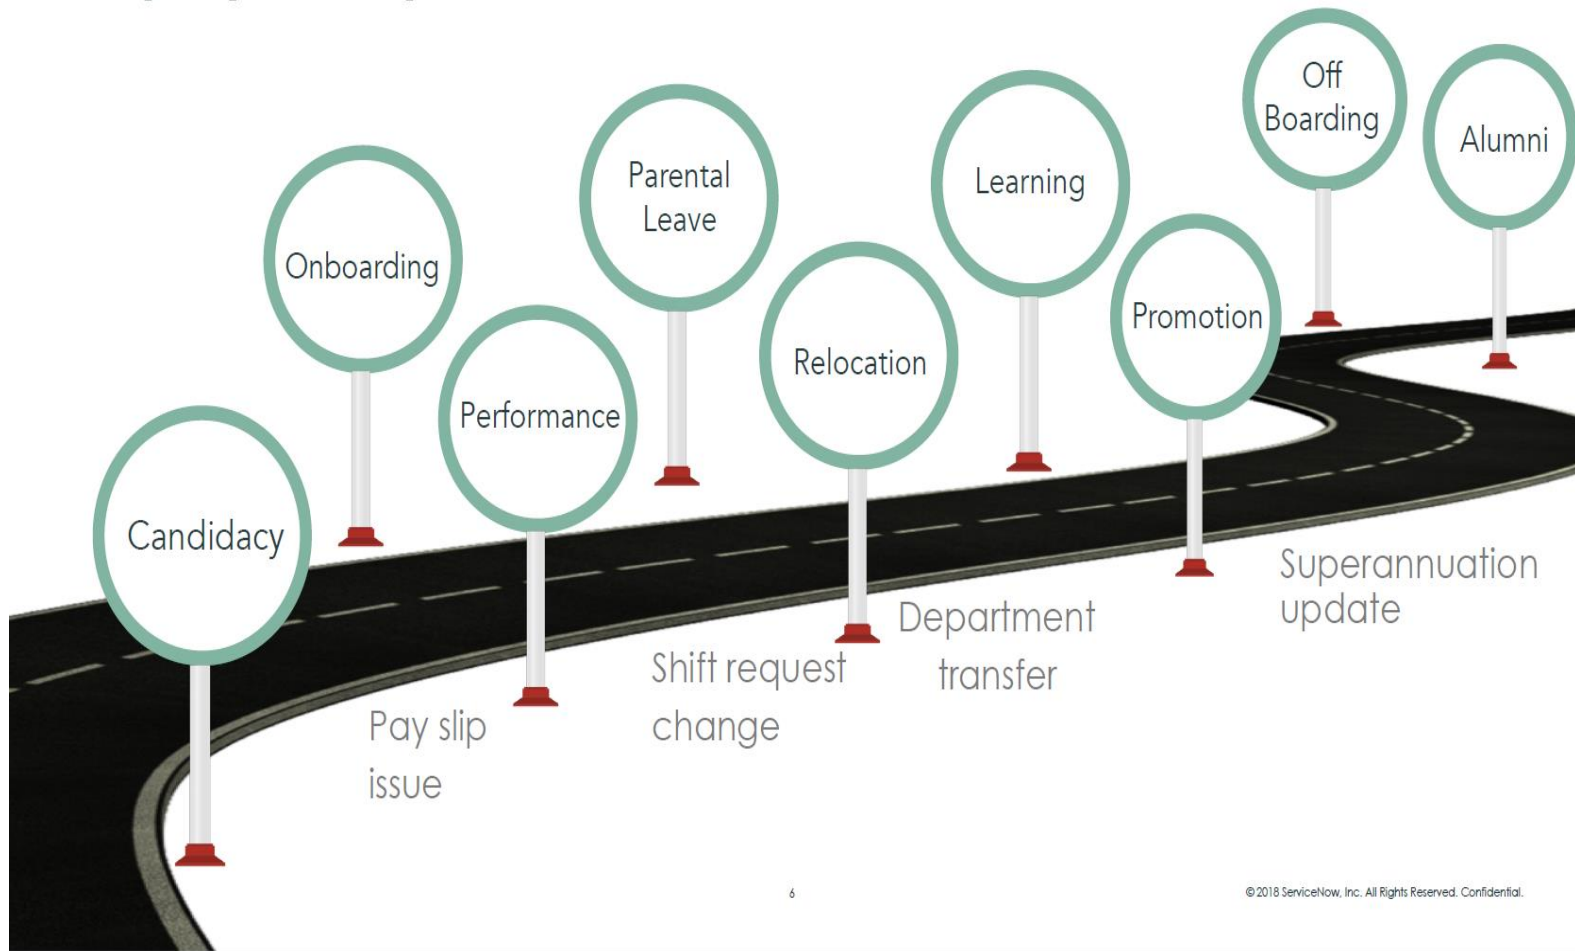 Candidacy
Onboarding
Performance
Parental
Leave
Relocation
Learning
Promotion
Off
Boarding
Alumni
Pay slip
issue
Shift request
change
Department
transfer
Superannuation
update
6
© 2018 ServiceNow, Inc. All Rights Reserved. Confidential.